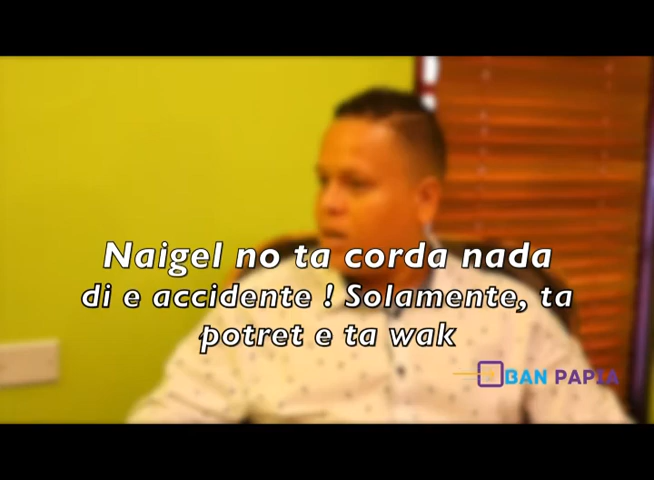 Naigel no ta corda nada
di e accidente ! Solamente, ta
potret e ta wak
BAN PAPIA